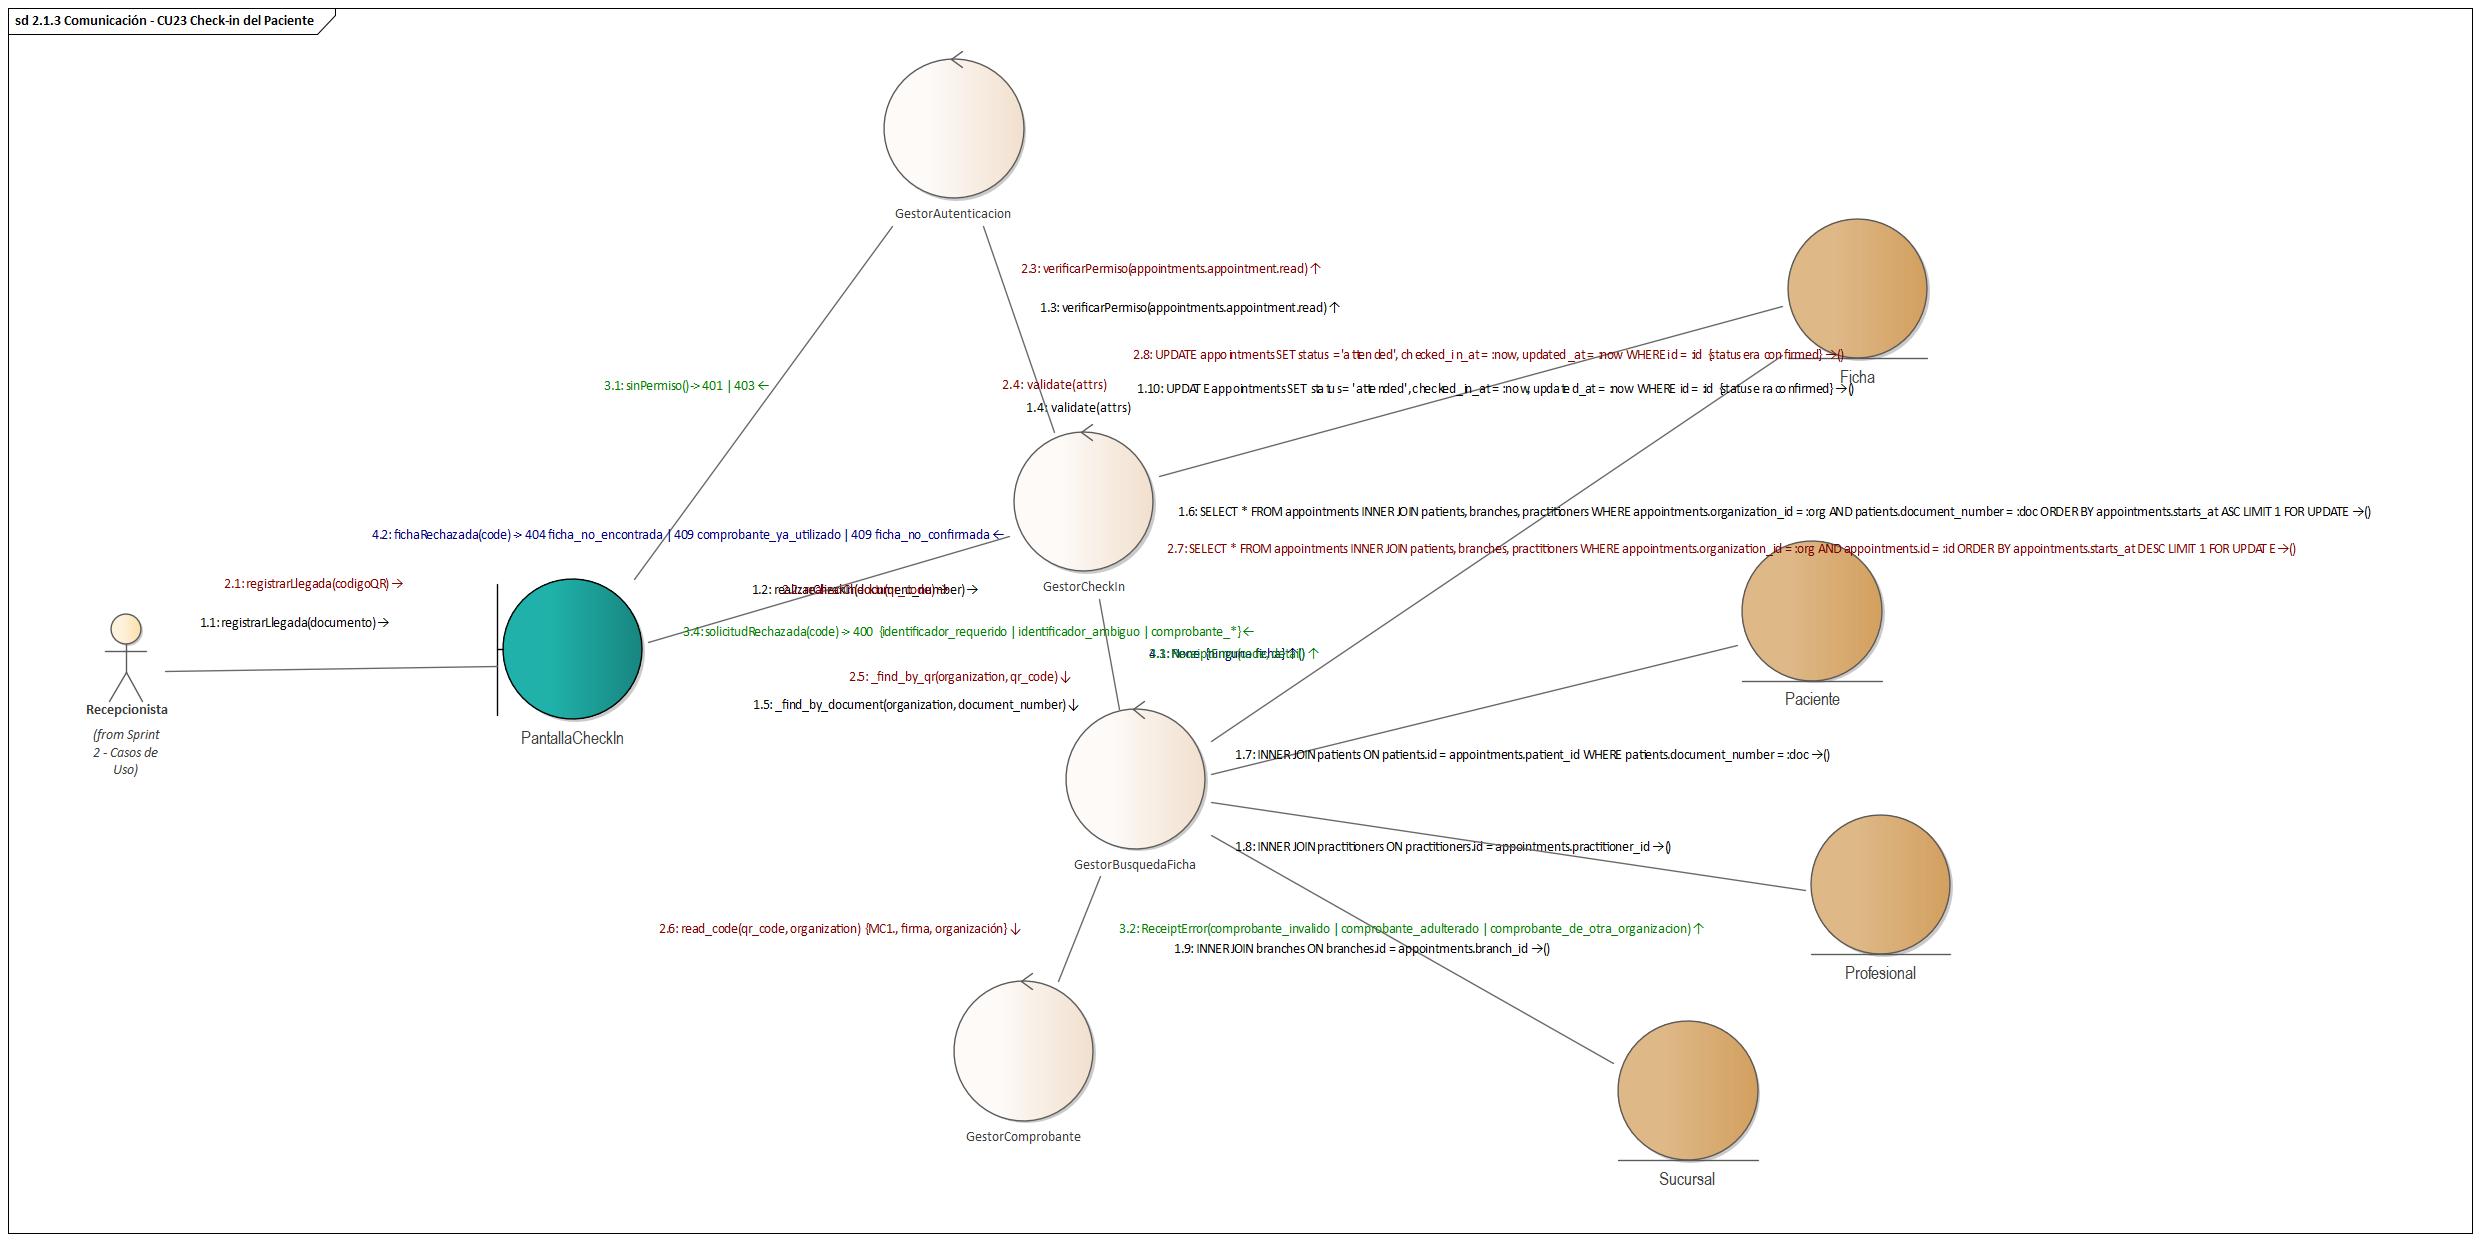 sd 2.1.3 Comunicación - CU23 Check-in del Paciente
GestorAutenticacion
2.3: verificarPermiso(appointments.appointment.read)↑
1.3: verificarPermiso(appointments.appointment.read)↑
2.8: UPDATE appointments SET status = 'attended', checked_in_at = :now, updated_at = :now WHERE id = :id {status era confirmed}→()
Ficha
3.1: sinPermiso()-> 401 | 403←
2.4: validate(attrs)
1.10: UPDATE appointments SET status = 'attended', checked_in_at = :now, updated_at = :now WHERE id = :id {status era confirmed}→()
1.4: validate(attrs)
1.6: SELECT * FROM appointments INNER JOIN patients, branches, practitioners WHERE appointments.organization_id = :org AND patients.document_number = :doc ORDER BY appointments.starts_at ASC LIMIT 1 FOR UPDATE→()
4.2: fichaRechazada(code) -> 404 ficha_no_encontrada | 409 comprobante_ya_utilizado | 409 ficha_no_confirmada←
2.7: SELECT * FROM appointments INNER JOIN patients, branches, practitioners WHERE appointments.organization_id = :org AND appointments.id = :id ORDER BY appointments.starts_at DESC LIMIT 1 FOR UPDATE→()
2.1: registrarLlegada(codigoQR)→
GestorCheckIn
1.2:
1.1: registrarLlegada(documento)→
3.4: solicitudRechazada(code) -> 400 {identificador_requerido | identificador_ambiguo | comprobante_*}←
2.5: _find_by_qr(organization, qr_code)↓
1.5: _find_by_document(organization, document_number)↓
Recepcionista
(from Sprint
2 - Casos de
Uso)
PantallaCheckIn
Paciente
1.7: INNER JOIN patients ON patients.id = appointments.patient_id WHERE patients.document_number = :doc→()
1.8: INNER JOIN practitioners ON practitioners.id = appointments.practitioner_id→()
GestorBusquedaFicha
2.6: read_code(qr_code, organization) {MC1., firma, organización}↓
3.2: ReceiptError(comprobante_invalido | comprobante_adulterado | comprobante_de_otra_organizacion)↑
1.9: INNER JOIN branches ON branches.id = appointments.branch_id→()
Profesional
GestorComprobante
Sucursal